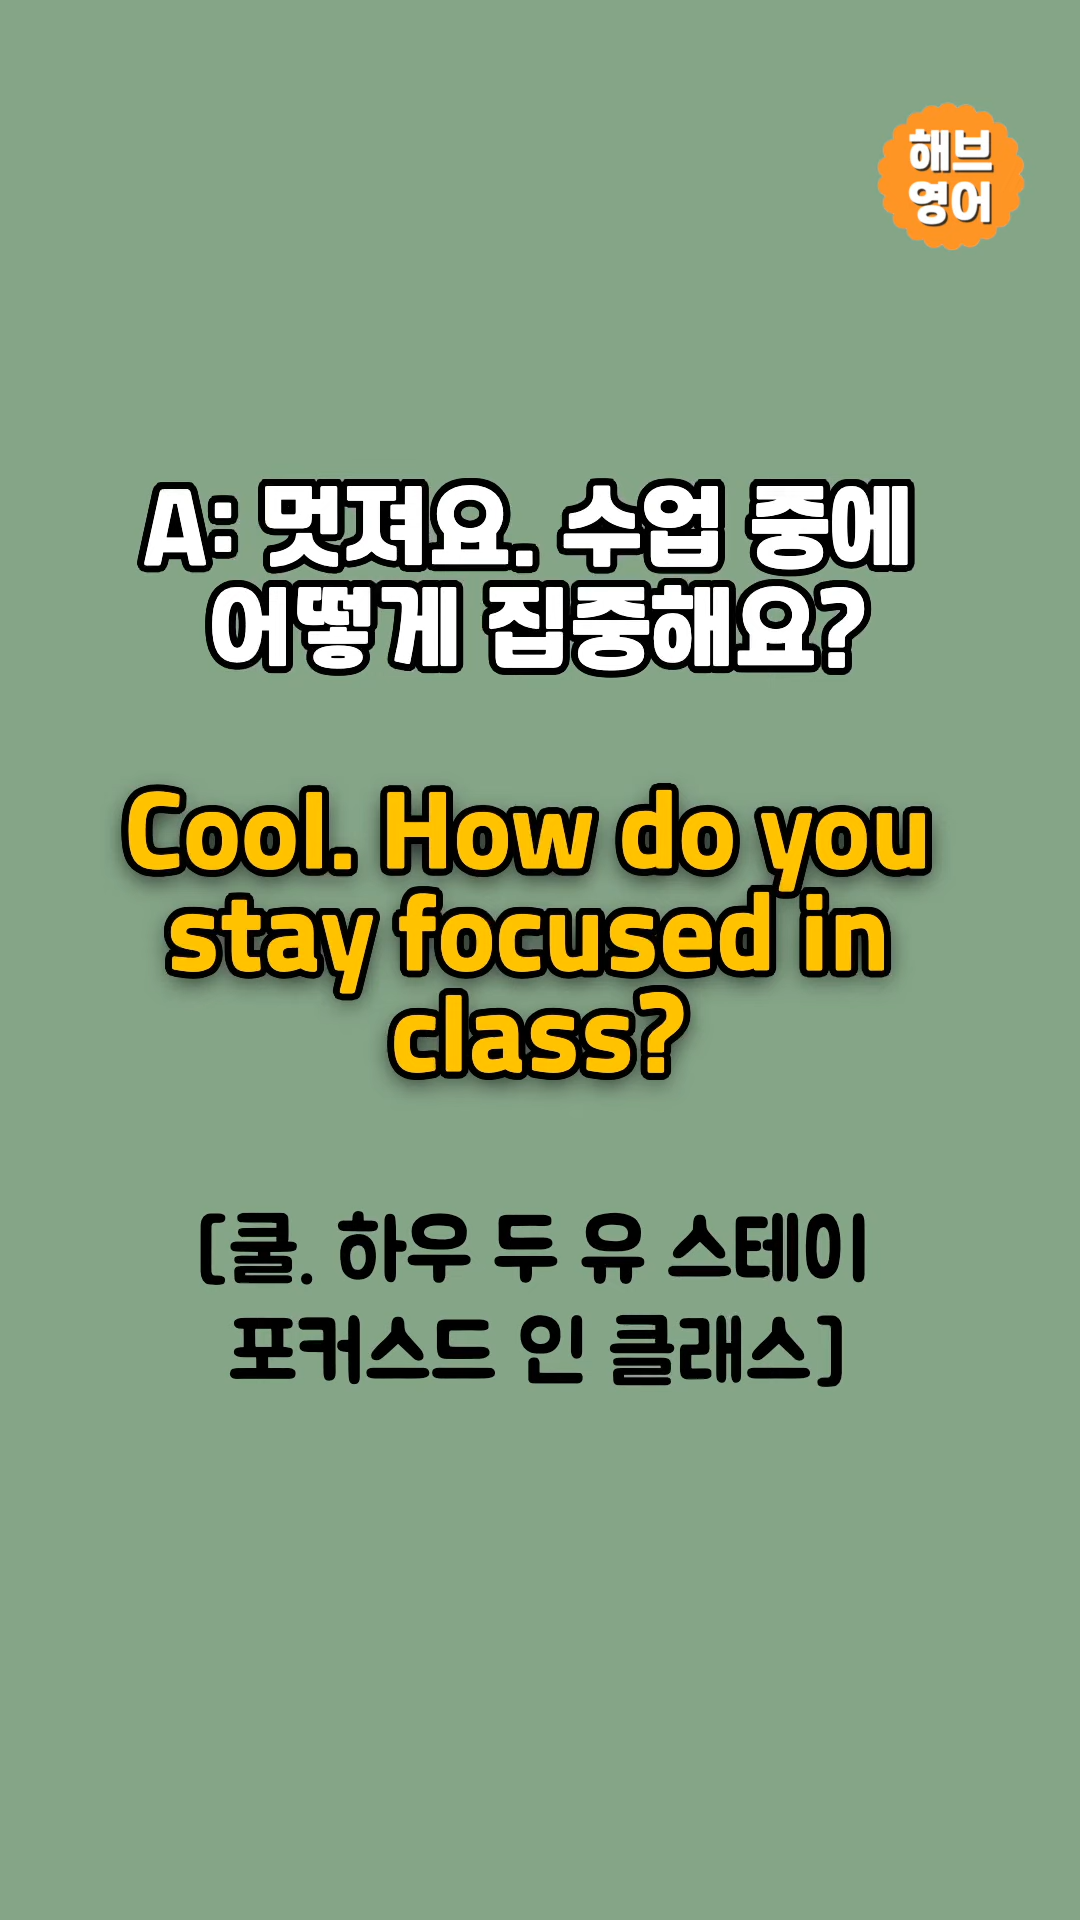 해브
영어
A: 멋져요. 수업 중에
어떻게 집중해요?
Cool. How do you
stay focused in
class?
[쿨. 하우 두 유 스테이
포커스드 인 클래스]